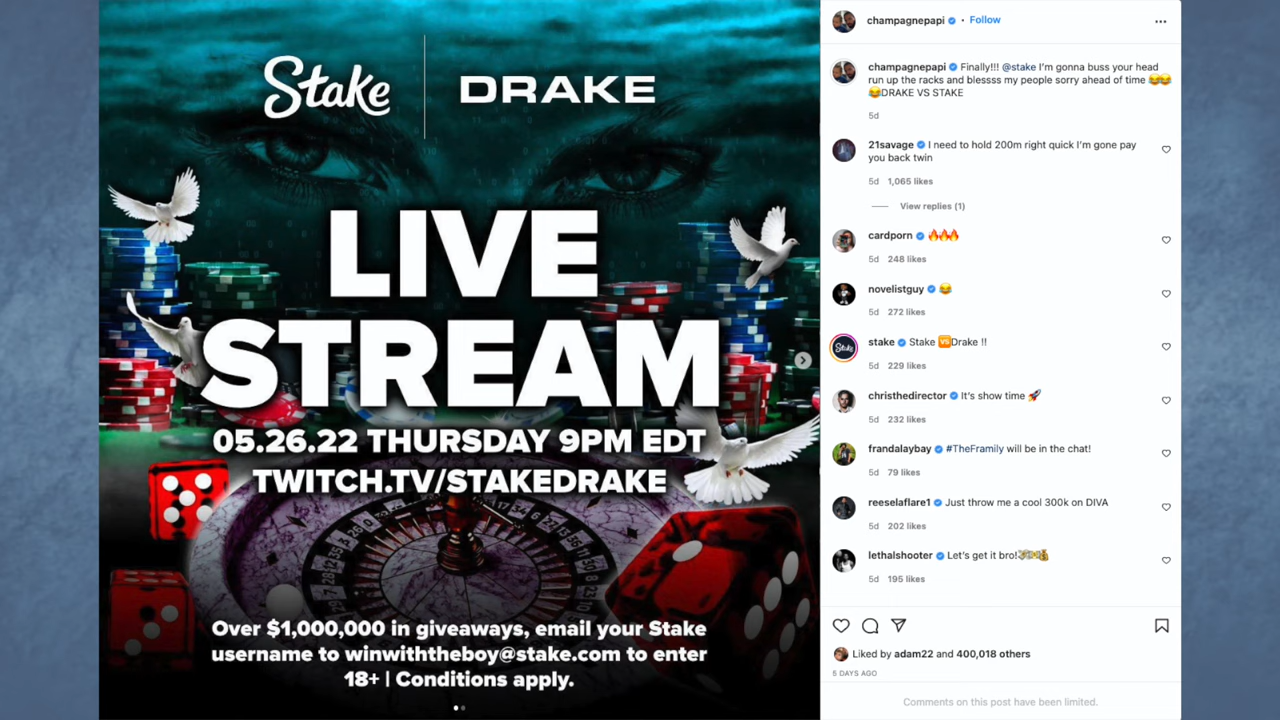 Stake
DRAKE
LIVE
STREAM
05.26.22 THURSDAY 9PM EDT
TWITCH.TV/STAKEDRAKE
Over $1,000,000 in giveaways, email your Stake
username to winwiththeboy@stake.com to enter
18+ | Conditions apply.
champagnepapi • Follow
champagnepapi Finally!!! @stake I'm gonna buss your head
run up the racks and blessss my people sorry ahead of time 😂😂
😂DRAKE VS STAKE
5d
21savage I need to hold 200m right quick I'm gone pay
you back twin
5d 1,065 likes
View replies (1)
cardporn 🔥🔥🔥
5d 248 likes
novelistguy 😂
5d 272 likes
Stake
stake Stake 🆚Drake !!
5d 229 likes
christhedirector It's show time 🚀
5d 232 likes
frandalaybay #TheFramily will be in the chat!
5d 79 likes
reeselaflare1 Just throw me a cool 300k on DIVA
5d 202 likes
lethalshooter Let's get it bro!💸💵💰
5d 195 likes
Liked by adam22 and 400,018 others
5 DAYS AGO
Comments on this post have been limited.